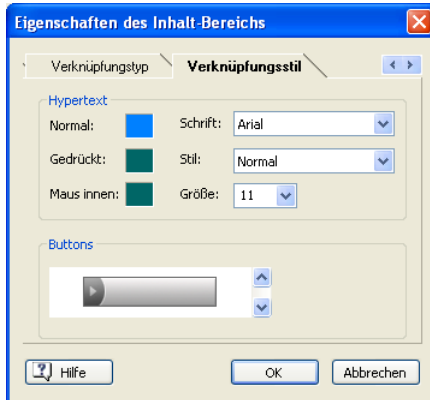 Eigenschaften des Inhalt-Bereichs
Verknüpfungstyp Verknüpfungsstil
Hypertext
Normal: Schrift: Arial
Gedrückt: Stil: Normal
Maus innen: Größe: 11
Buttons
Hilfe OK Abbrechen